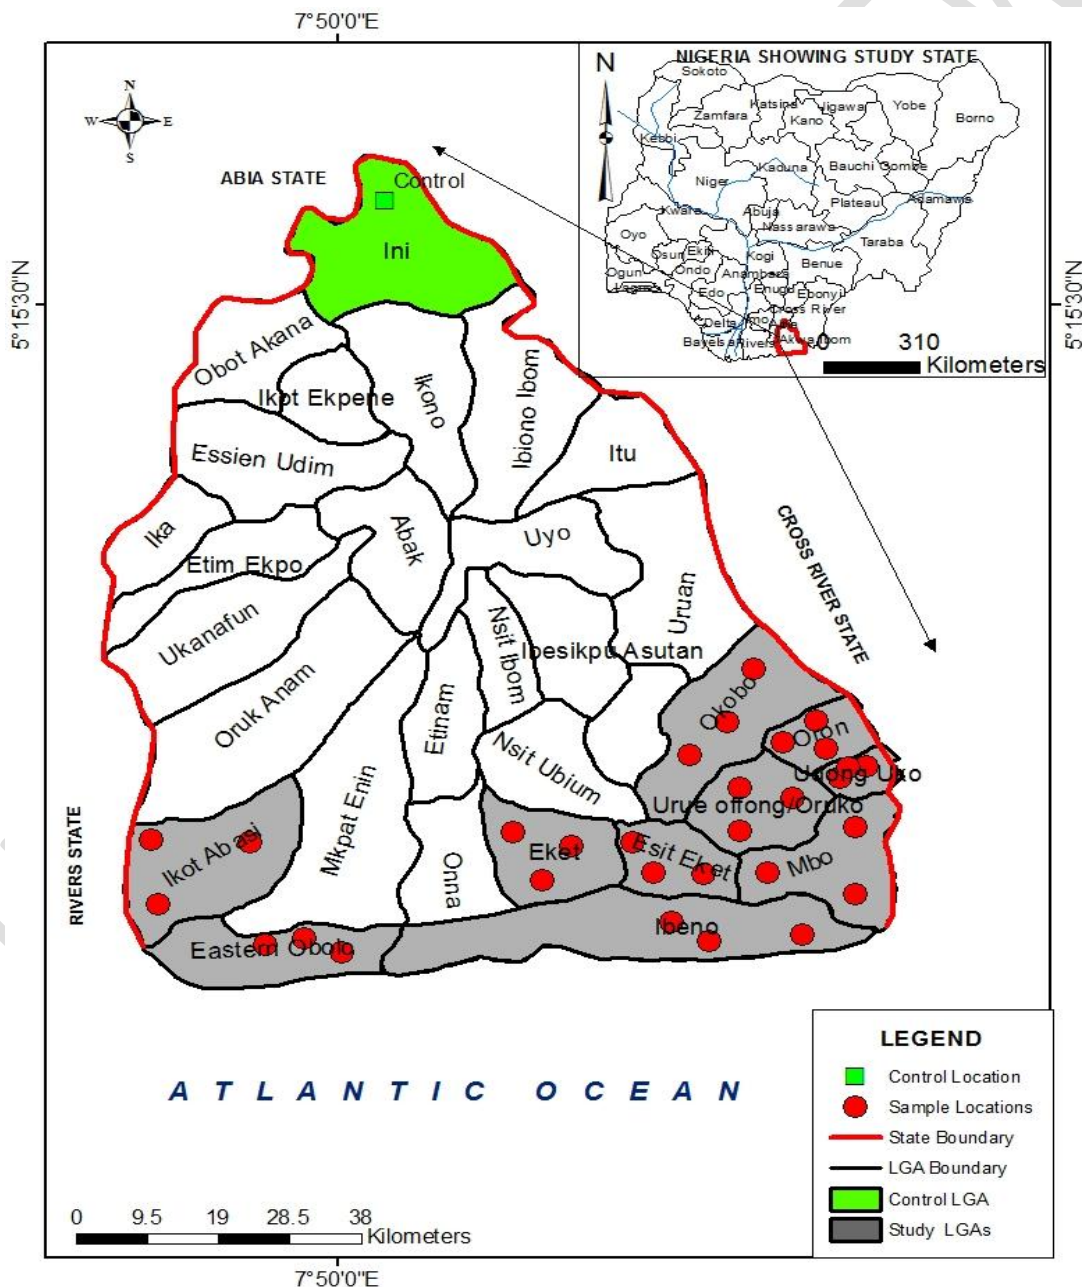 7°50'0"E
NIGERIA SHOWING STUDY STATE
N
Sokoto
Katsina
Jigawa
Yobe
Borno
Zamfara
Kano
Kebbi
Kaduna
Bauchi
Gombe
Niger
Plateau
Adamawa
Kwara
Abuja
Nassarawa
Oyo
Taraba
Osun
Ekiti
Kogi
Benue
Ogun
Ondo
Anambara
Lagos
Edo
Enugu
Ebonyi
Cross River
Delta
Imo
Bayelsa
Rivers
Akwa Ibom
0
310
Kilometers
N
W
E
S
ABIA STATE
Control
Ini
5°15'30"N
5°15'30"N
Obot Akana
Ikot Ekpene
Ikono
Ibiono Ibom
Itu
Essien Udim
Ika
Abak
Uyo
Etim Ekpo
CROSS RIVER STATE
Ukanafun
Uruan
Nsit Ibom
Ibesikpu Asutan
Oruk Anam
Etinam
Okobo
Oron
Nsit Ubium
Udong Uko
Mkpat Enin
Urue offong/Oruko
RIVERS STATE
Ikot Abasi
Eket
Esit Eket
Mbo
Onna
Ibeno
Eastern Obolo
ATLANTIC OCEAN
LEGEND
Control Location
Sample Locations
State Boundary
LGA Boundary
Control LGA
Study LGAs
0
9.5
19
28.5
38
Kilometers
7°50'0"E